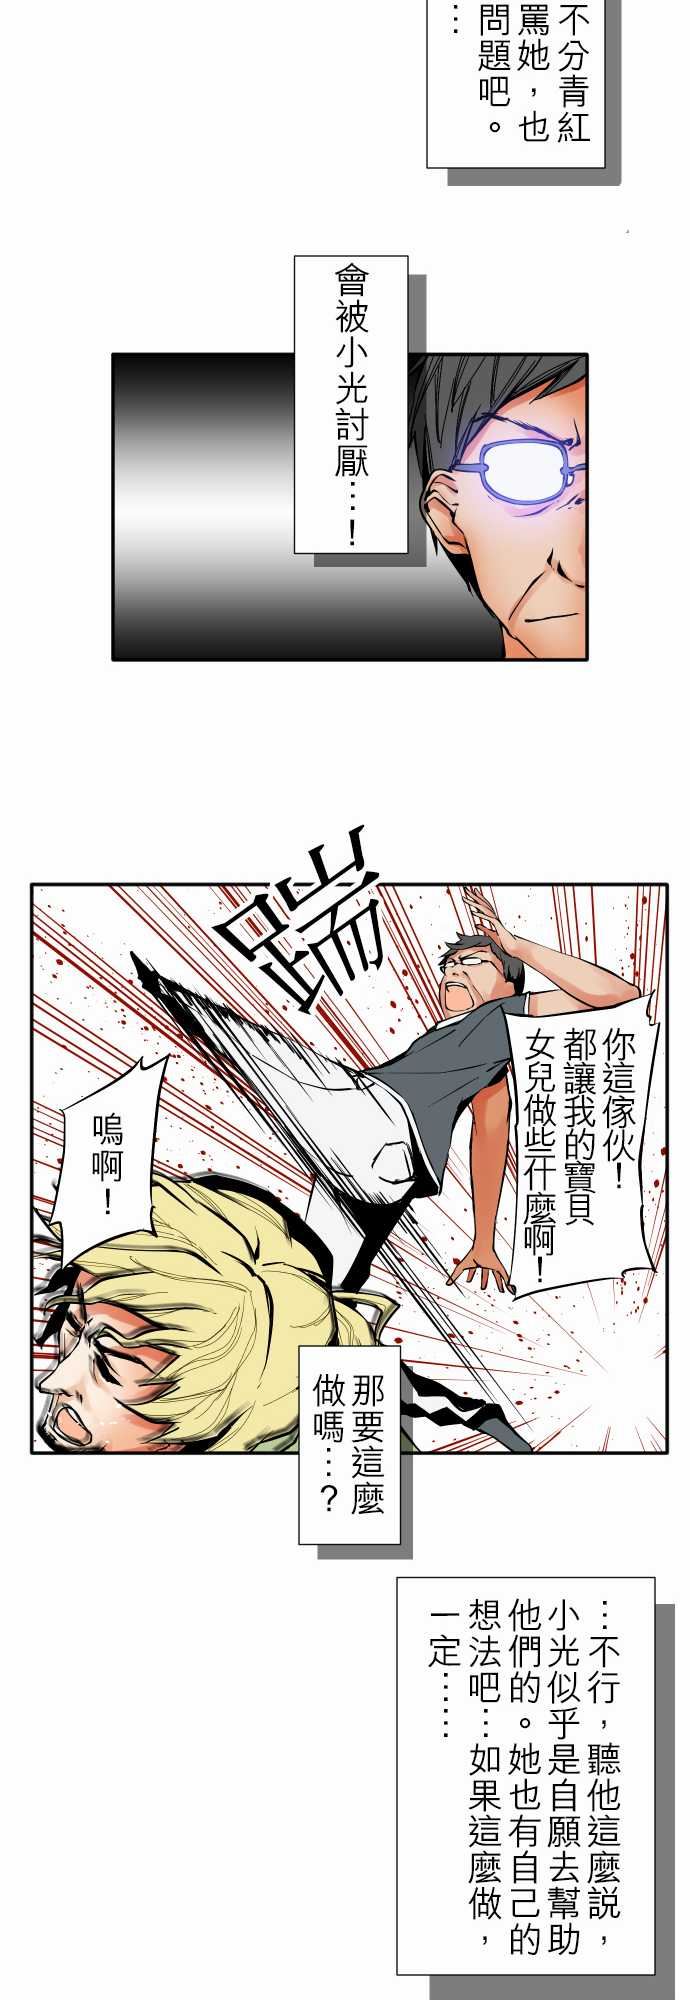 不分青紅
罵她，也
問題吧。
…
會被小光討厭…！
踹
你這傢伙！
都讓我的寶貝
女兒做些什麼啊！
嗚啊！
那要這麼
做嗎…？
…不行，聽他這麼説，
小光似乎是自願去幫助
他們的。她也有自己的
想法吧…如果這麼做，
一定……